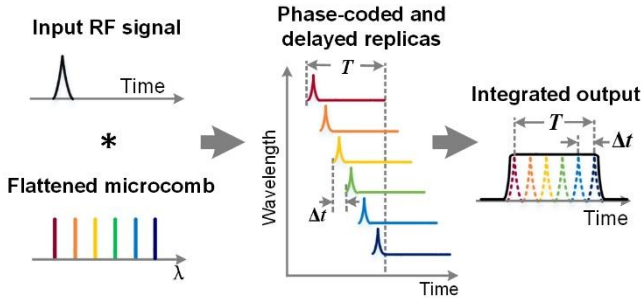 Input RF signal
Time
*
Flattened microcomb
λ
Phase-coded and
delayed replicas
T
Wavelength
Δt
Time
Integrated output
T
Δt
Time